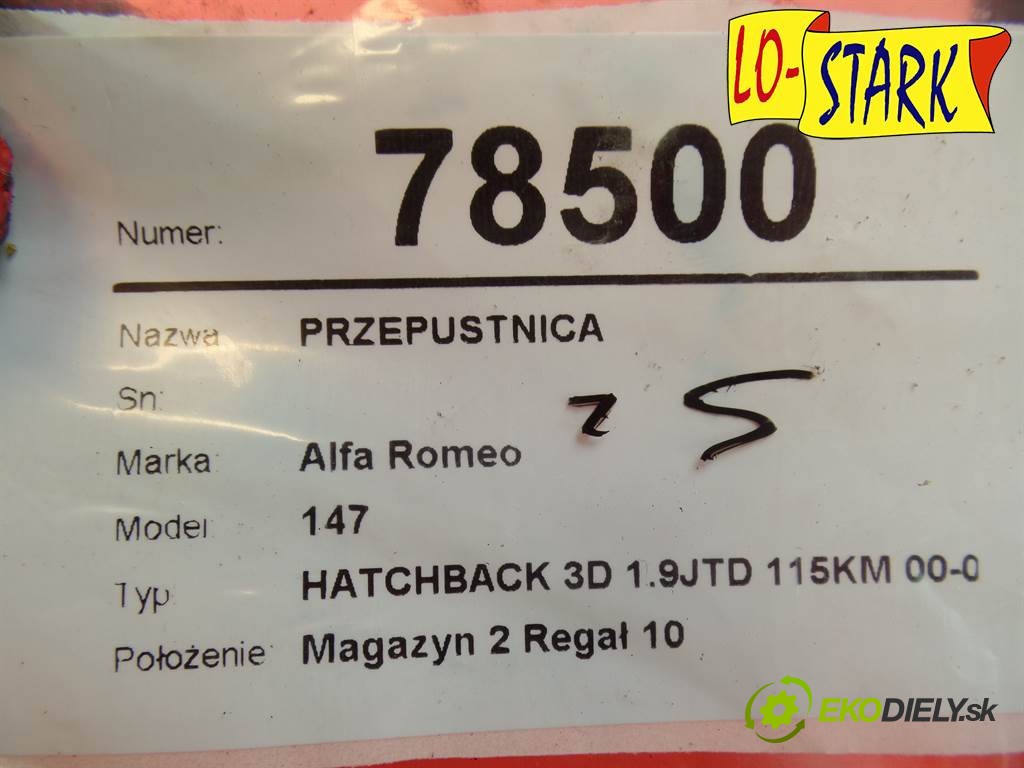 LO-STARK
Numer: 78500
Nazwa PRZEPUSTNICA
Sn:
Marka: Alfa Romeo
Model: 147
Typ: HATCHBACK 3D 1.9JTD 115KM 00-0
Położenie: Magazyn 2 Regał 10
EKODIELY.sk